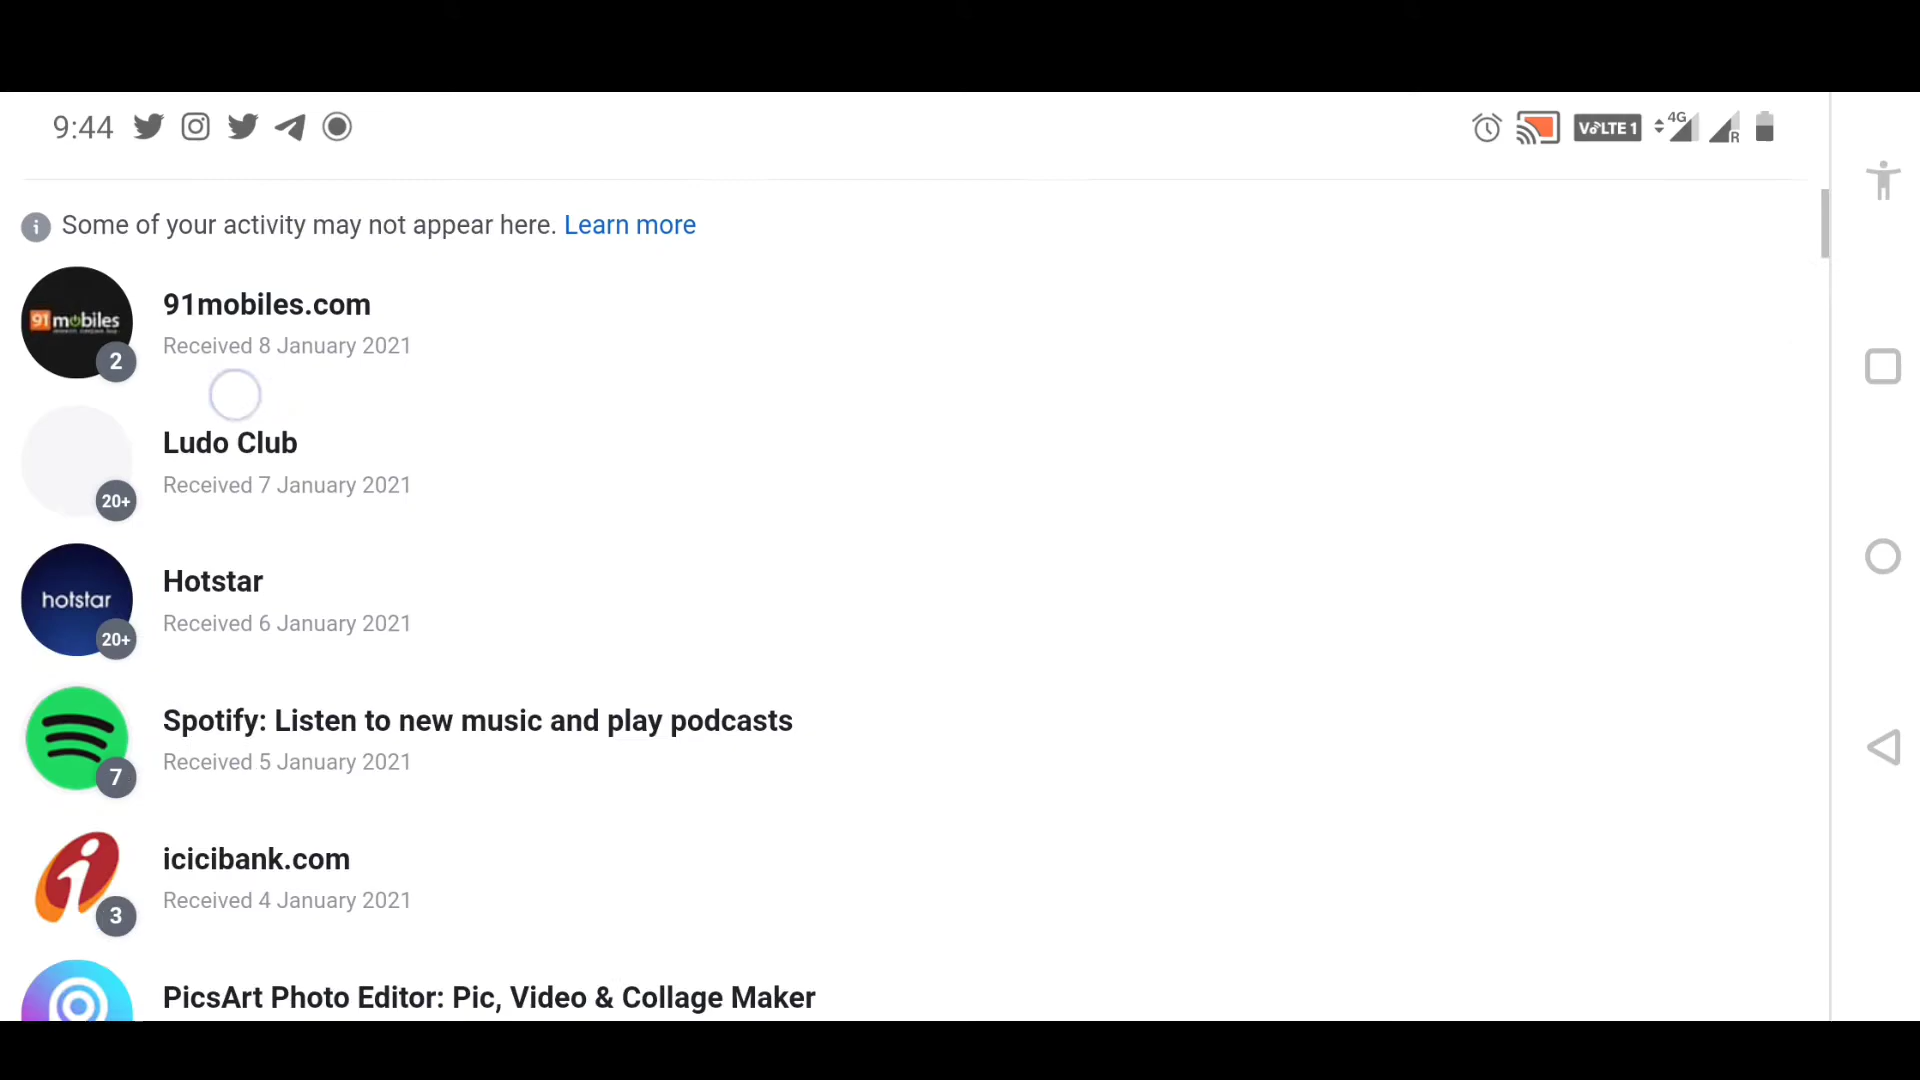 9:44
VoLTE 1
4G
R
Some of your activity may not appear here. Learn more
91mobiles
2
91mobiles.com
Received 8 January 2021
20+
Ludo Club
Received 7 January 2021
hotstar
20+
Hotstar
Received 6 January 2021
7
Spotify: Listen to new music and play podcasts
Received 5 January 2021
3
icicibank.com
Received 4 January 2021
PicsArt Photo Editor: Pic, Video & Collage Maker